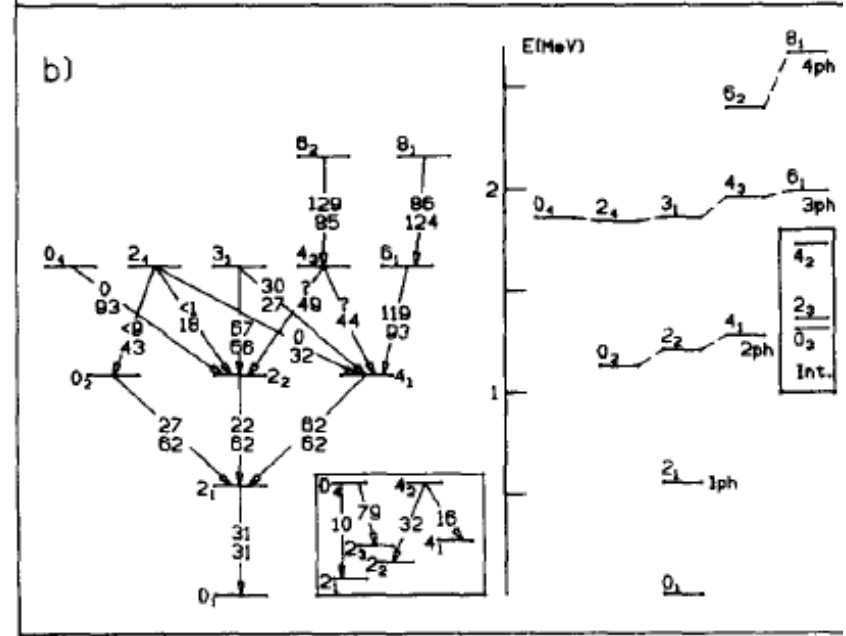 b)
E(MeV)
8₁
4ph
6₂
6₂ 8₁
129 86
85 124
2
0₄ 2₄ 3₁ 4₃ 6₁
3ph
0₄ 2₄ 3₁ 4₃ 6₁
0 <1 30 ? ? 119
93 18 67 27 49 44 93
<9 66 0
43 32
4₂
2₃
0₃
Int.
0₂ 2₂ 4₁
0₂ 2₂ 4₁
2ph
1
27 22 82
62 62 62
2₁
2₁ 1ph
0₄ 4₂
79
10 32 16
2₃ 4₁
2₂
2₁
31
31
0₁
0₁